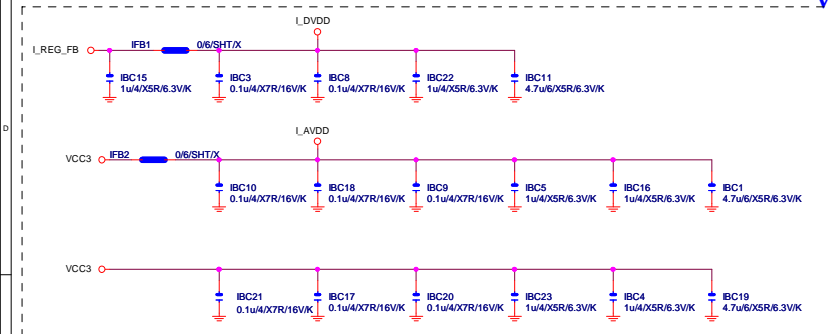 I_DVDD
I_REG_FB
IFB1
0/6/SHT/X
IBC15
1u/4/X5R/6.3V/K
IBC3
0.1u/4/X7R/16V/K
IBC8
0.1u/4/X7R/16V/K
IBC22
1u/4/X5R/6.3V/K
IBC11
4.7u/6/X5R/6.3V/K
D
I_AVDD
VCC3
IFB2
0/6/SHT/X
IBC10
0.1u/4/X7R/16V/K
IBC18
0.1u/4/X7R/16V/K
IBC9
0.1u/4/X7R/16V/K
IBC5
1u/4/X5R/6.3V/K
IBC16
1u/4/X5R/6.3V/K
IBC1
4.7u/6/X5R/6.3V/K
VCC3
IBC21
0.1u/4/X7R/16V/K
IBC17
0.1u/4/X7R/16V/K
IBC20
0.1u/4/X7R/16V/K
IBC23
1u/4/X5R/6.3V/K
IBC4
1u/4/X5R/6.3V/K
IBC19
4.7u/6/X5R/6.3V/K